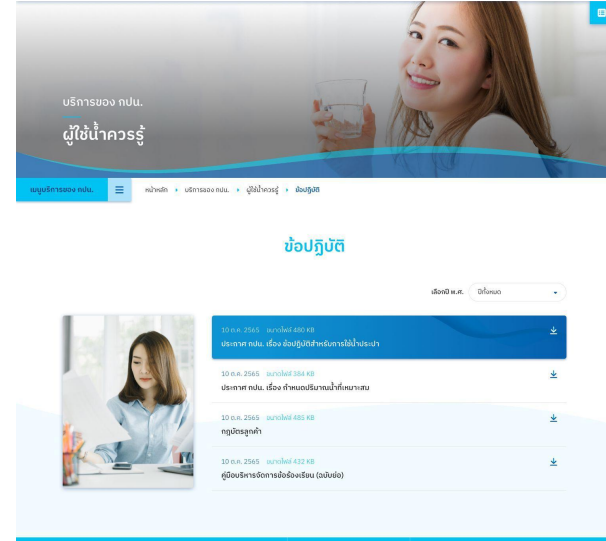 บริการของ กปน.
ผู้ใช้น้ำควรรู้
เมนูบริการของ กปน.
หน้าหลัก บริการของ กปน. ผู้ใช้น้ำควรรู้ ข้อปฏิบัติ
ข้อปฏิบัติ
เลือกปี พ.ศ. ปีทั้งหมด
10 ต.ค. 2565 ขนาดไฟล์ 480 KB
ประกาศ กปน. เรื่อง ข้อปฏิบัติสำหรับการใช้น้ำประปา
10 ต.ค. 2565 ขนาดไฟล์ 384 KB
ประกาศ กปน. เรื่อง กำหนดปริมาณน้ำที่เหมาะสม
10 ต.ค. 2565 ขนาดไฟล์ 485 KB
กฎบัตรลูกค้า
10 ต.ค. 2565 ขนาดไฟล์ 432 KB
คู่มือบริหารจัดการข้อร้องเรียน (ฉบับย่อ)